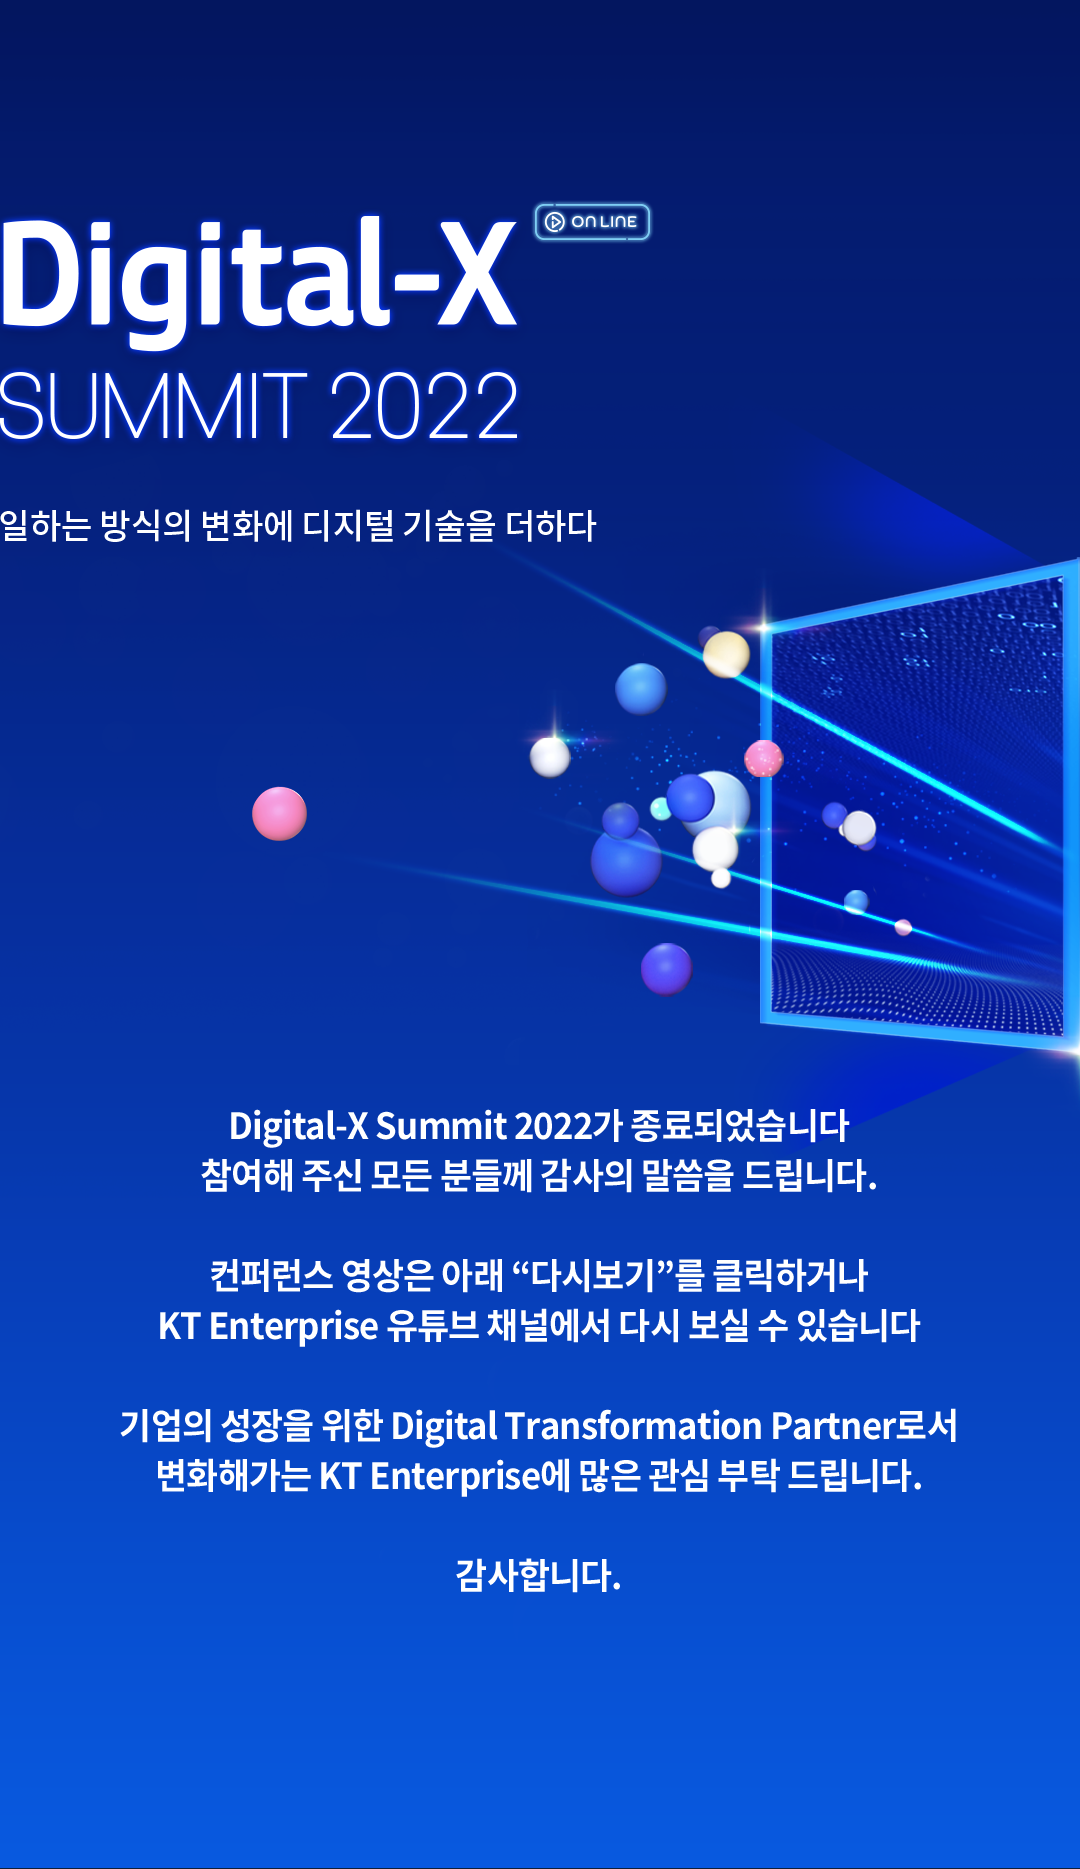 Digital-X
ON LINE
SUMMIT 2022
일하는 방식의 변화에 디지털 기술을 더하다
Digital-X Summit 2022가 종료되었습니다
참여해 주신 모든 분들께 감사의 말씀을 드립니다.
컨퍼런스 영상은 아래 “다시보기”를 클릭하거나
KT Enterprise 유튜브 채널에서 다시 보실 수 있습니다
기업의 성장을 위한 Digital Transformation Partner로서
변화해가는 KT Enterprise에 많은 관심 부탁 드립니다.
감사합니다.